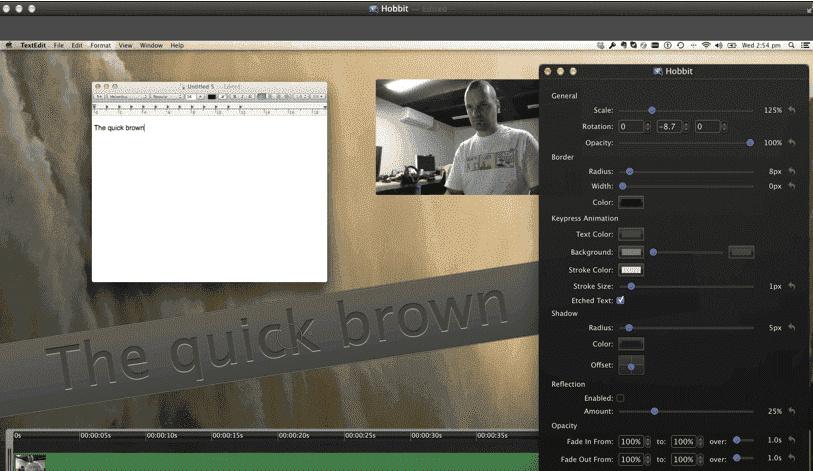 Hobbit — Edited
TextEdit File Edit Format View Window Help
Wed 2:54 pm
Untitled 5
The quick brown
The quick brown
Hobbit
General
Scale: 125%
Rotation: 0 -8.7 0
Opacity: 100%
Border
Radius: 8px
Width: 0px
Color:
Keypress Animation
Text Color:
Background:
Stroke Color:
Stroke Size: 1px
Etched Text:
Shadow
Radius: 5px
Color:
Offset:
Reflection
Enabled:
Amount: 25%
Opacity
Fade In From: 100% to: 100% over: 1.0s
Fade Out From: 100% to: 100% over: 1.0s
0s 00:00:05s 00:00:10s 00:00:15s 00:00:20s 00:00:25s 00:00:30s 00:00:35s